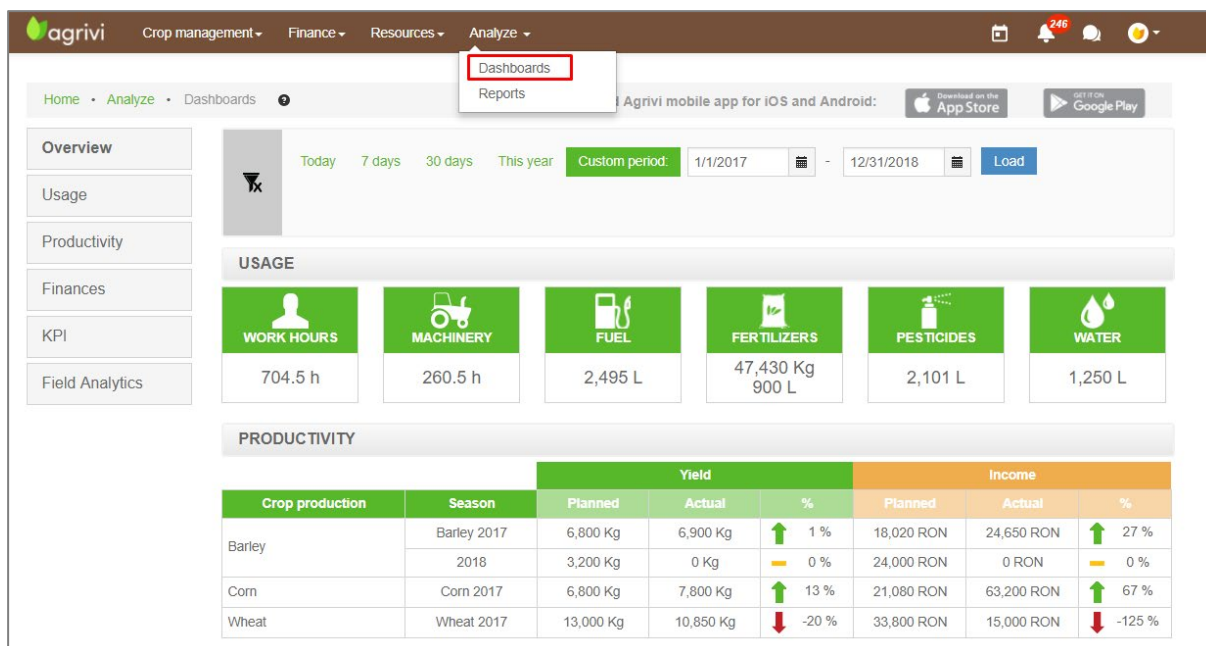 agrivi Crop management Finance Resources Analyze 246
Dashboards
Reports
Home • Analyze • Dashboards ? Agrivi mobile app for iOS and Android: Download on the App Store GET IT ON Google Play
Overview
Usage
Productivity
Finances
KPI
Field Analytics
Today 7 days 30 days This year Custom period: 1/1/2017 - 12/31/2018 Load
USAGE
WORK HOURS MACHINERY FUEL FERTILIZERS PESTICIDES WATER
704.5 h 260.5 h 2,495 L 47,430 Kg 2,101 L 1,250 L
900 L
PRODUCTIVITY
Yield Income
Crop production Season Planned Actual % Planned Actual %
Barley Barley 2017 6,800 Kg 6,900 Kg 1 % 18,020 RON 24,650 RON 27 %
2018 3,200 Kg 0 Kg 0 % 24,000 RON 0 RON 0 %
Corn Corn 2017 6,800 Kg 7,800 Kg 13 % 21,080 RON 63,200 RON 67 %
Wheat Wheat 2017 13,000 Kg 10,850 Kg -20 % 33,800 RON 15,000 RON -125 %